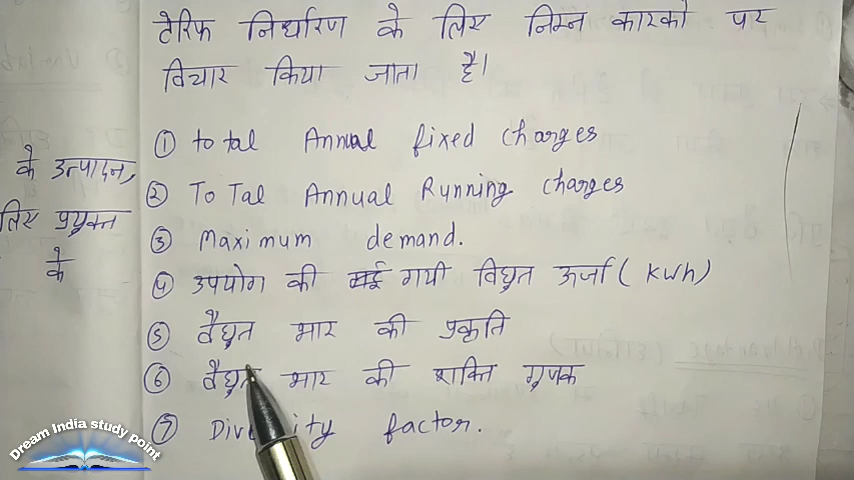 टेरिफ निर्धारण के लिए निम्न कारको पर
विचार किया जाता है।
के उत्पादन,
लिए प्रयुक्त
के
① total Annual fixed charges
② ToTal Annual Running charges
③ Maximum demand.
④ उपयोग की गयी विद्युत ऊर्जा ( KWh)
⑤ वैद्युत भार की प्रकृति
⑥ वैद्युत भार की शक्ति गुणक
⑦ Diversity factor.
Dream India study point